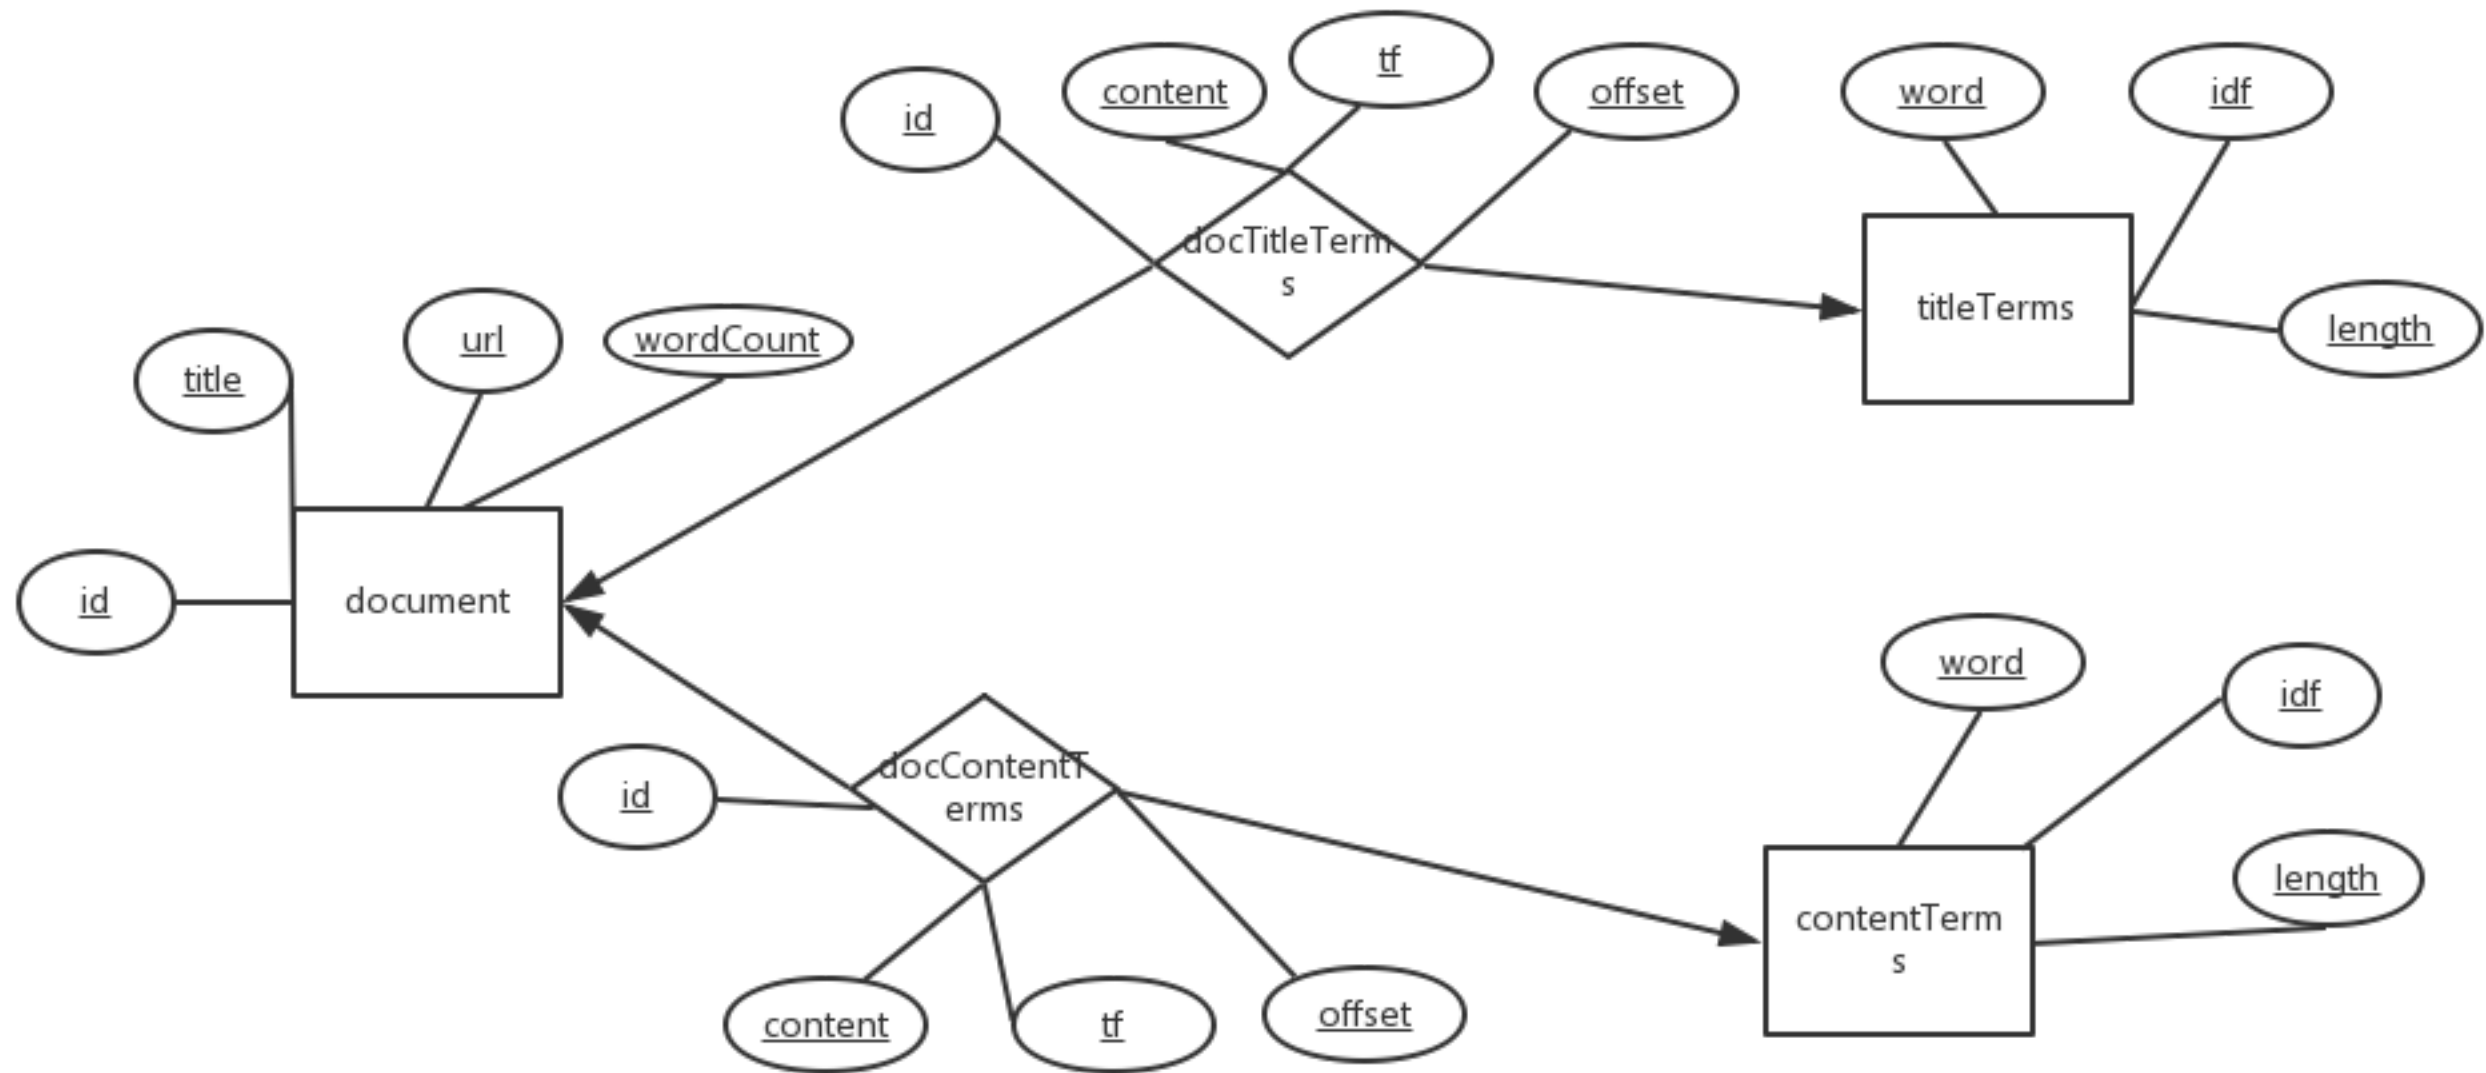 tf
content
offset
word
idf
id
docTitleTerm
s
titleTerms
length
url
wordCount
title
id
document
word
idf
docContentT
erms
id
length
contentTerm
s
content
tf
offset